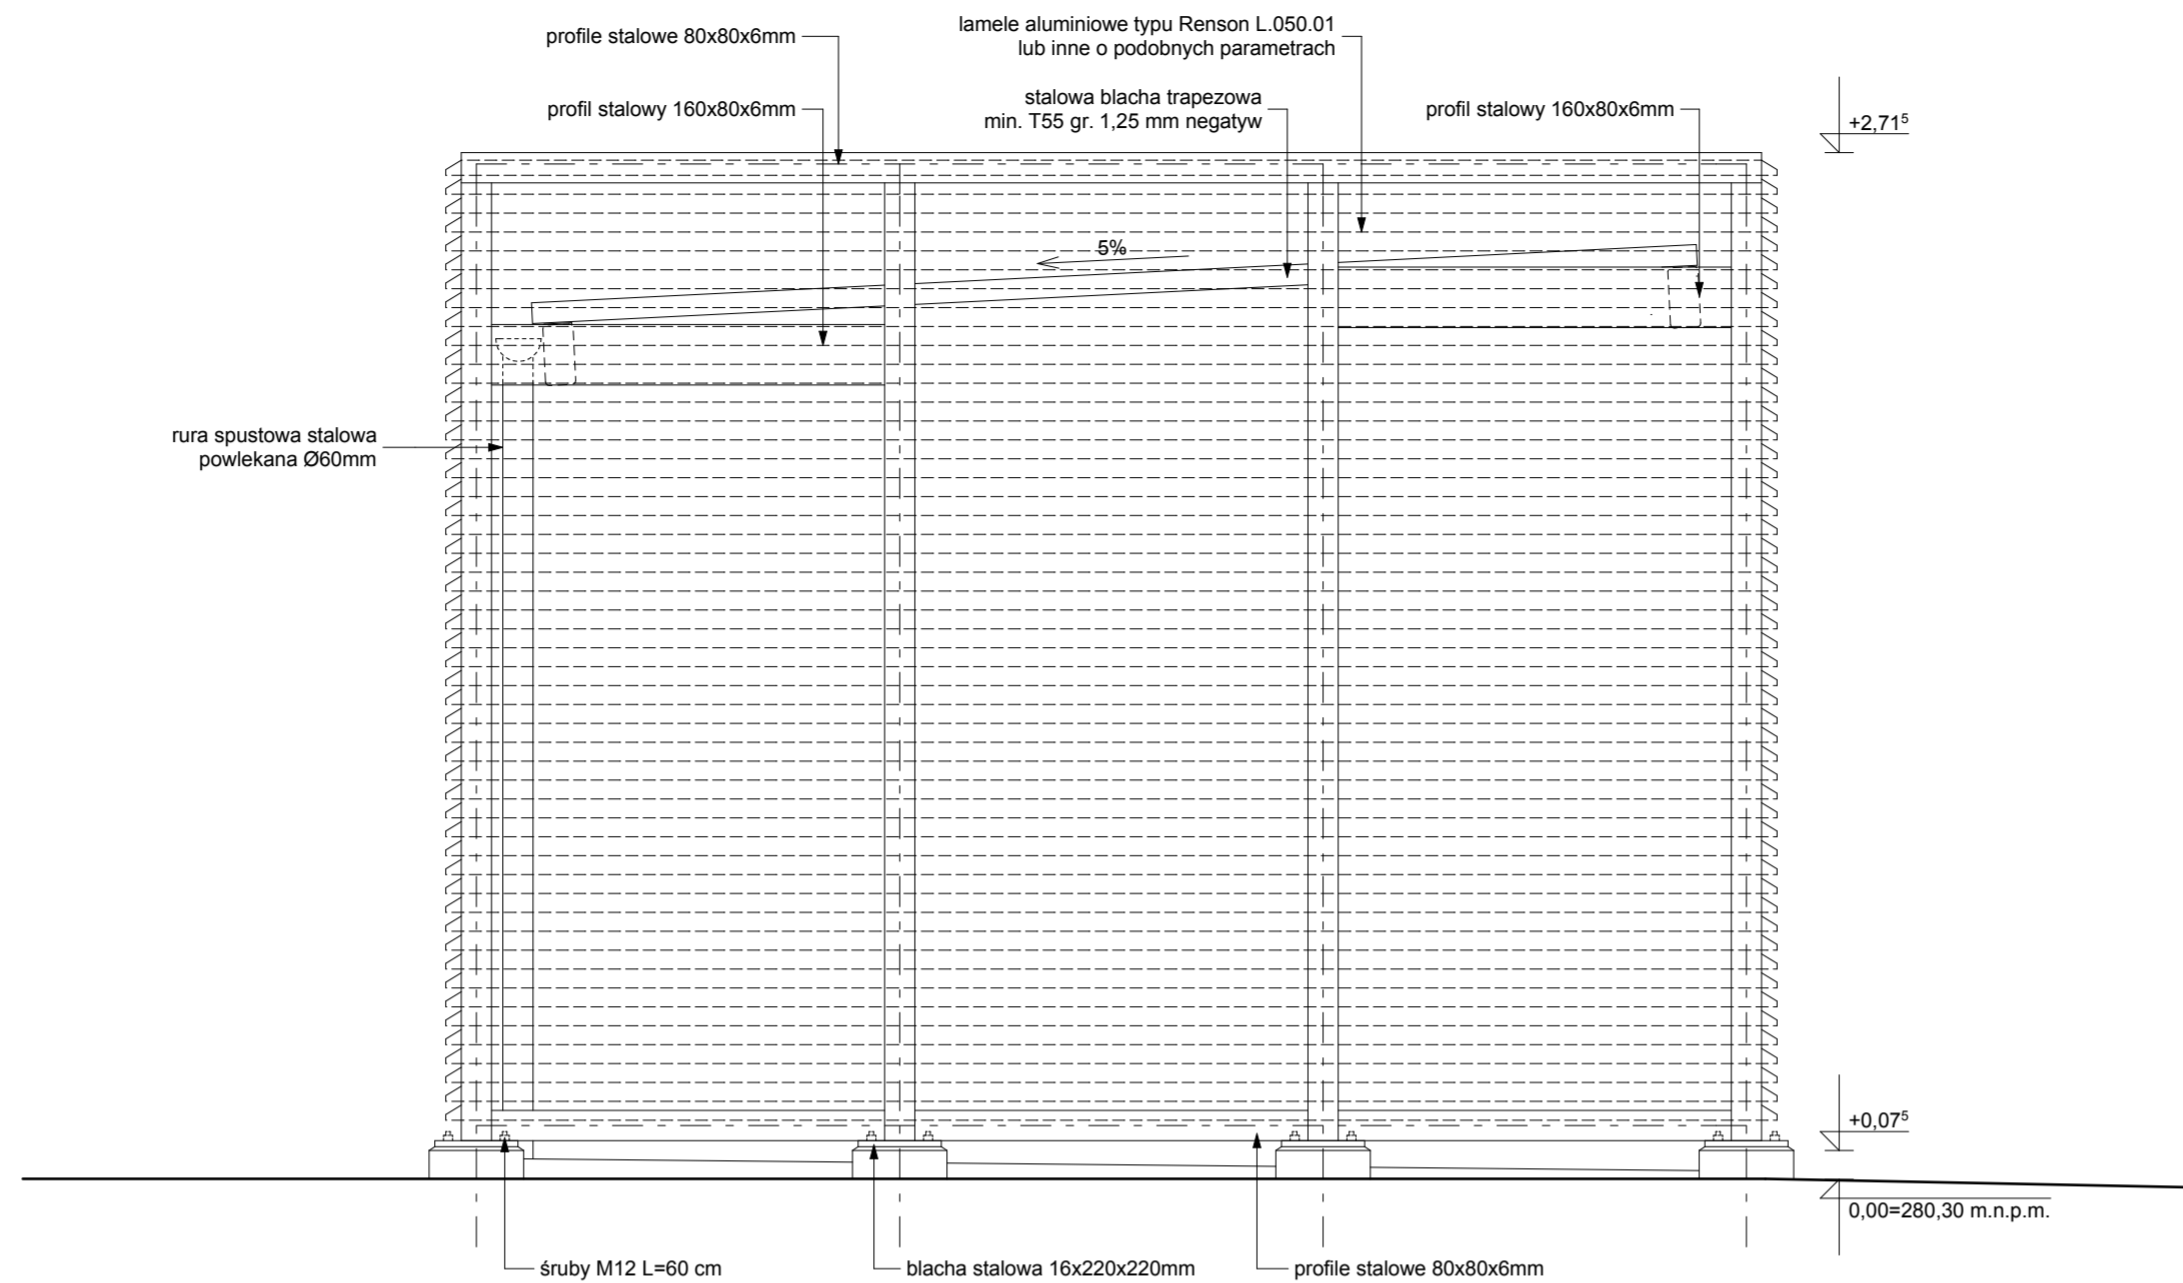 lamele aluminiowe typu Renson L.050.01
lub inne o podobnych parametrach
profile stalowe 80x80x6mm
stalowa blacha trapezowa
min. T55 gr. 1,25 mm negatyw
profil stalowy 160x80x6mm
profil stalowy 160x80x6mm
+2,71⁵
5%
rura spustowa stalowa
powlekana Ø60mm
+0,07⁵
0,00=280,30 m.n.p.m.
śruby M12 L=60 cm
blacha stalowa 16x220x220mm
profile stalowe 80x80x6mm